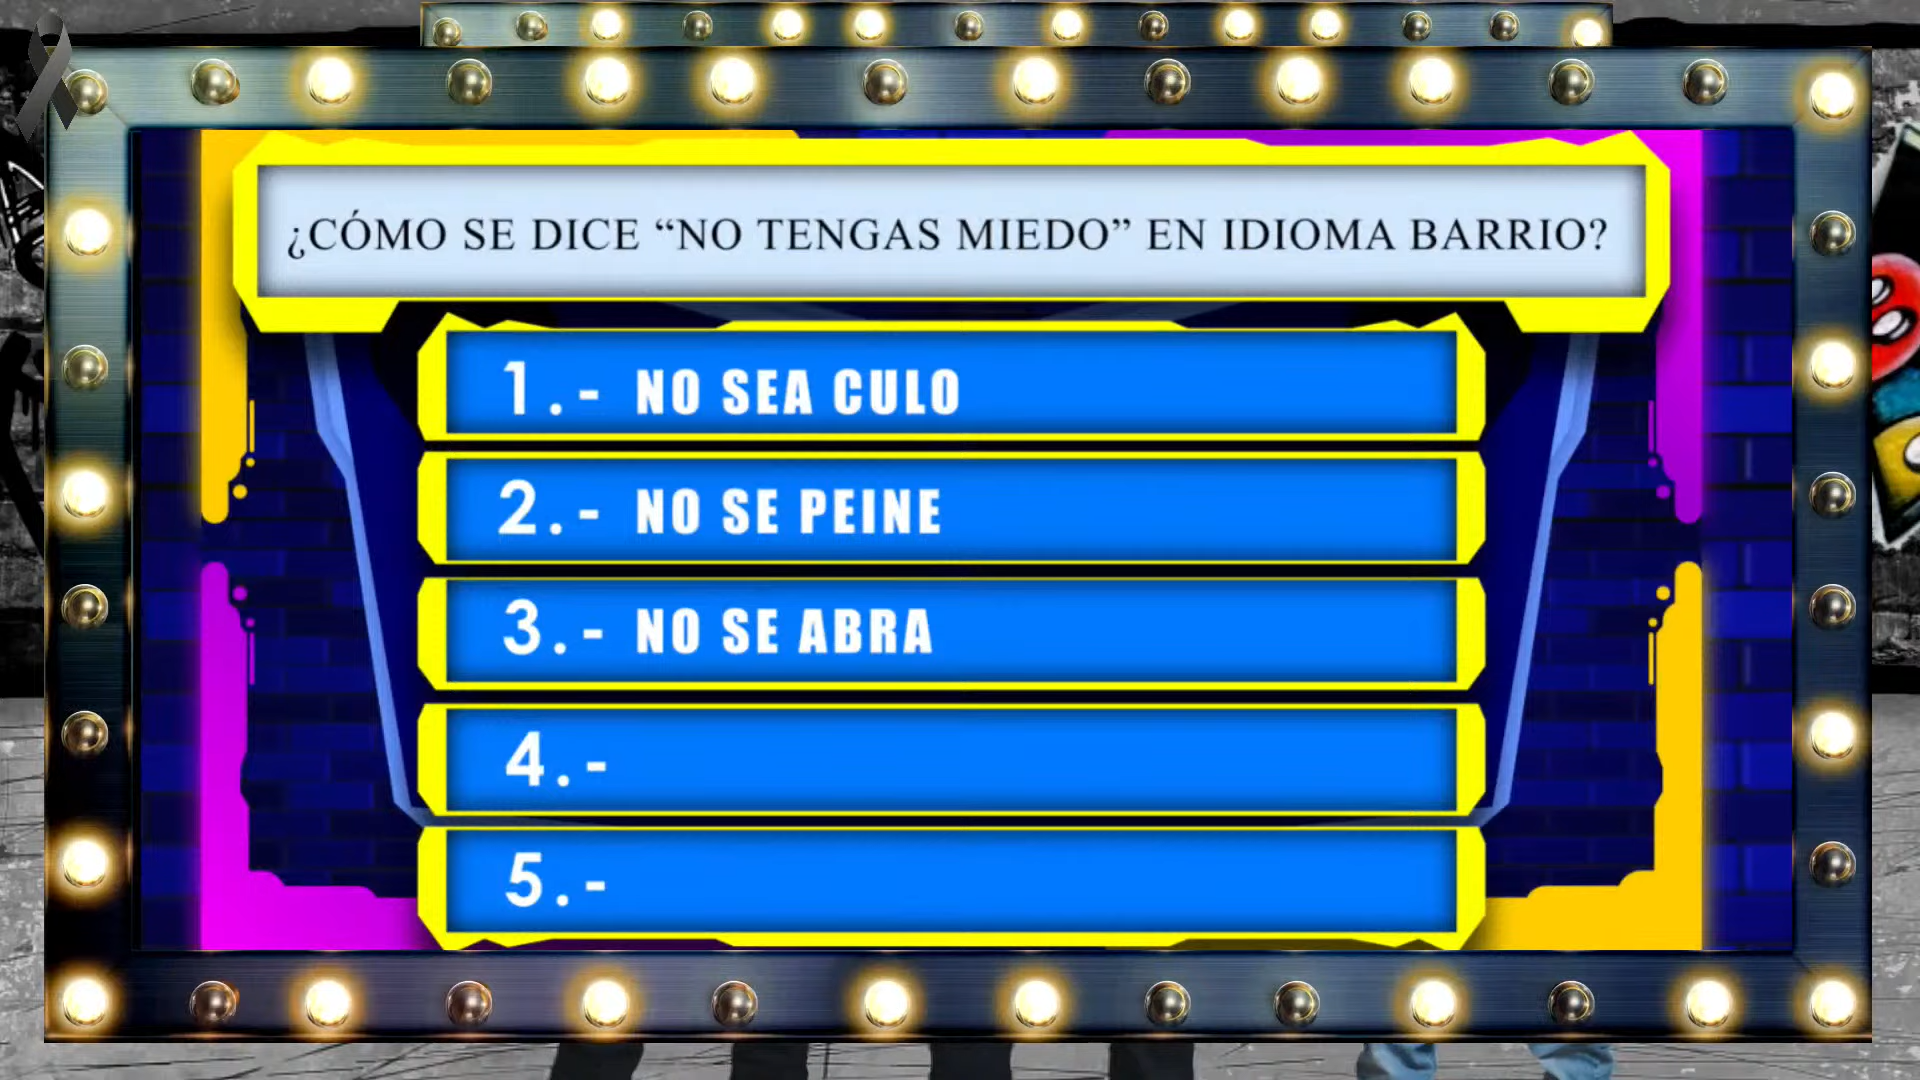 ¿CÓMO SE DICE “NO TENGAS MIEDO” EN IDIOMA BARRIO?
1.- NO SEA CULO
2.- NO SE PEINE
3.- NO SE ABRA
4.-
5.-